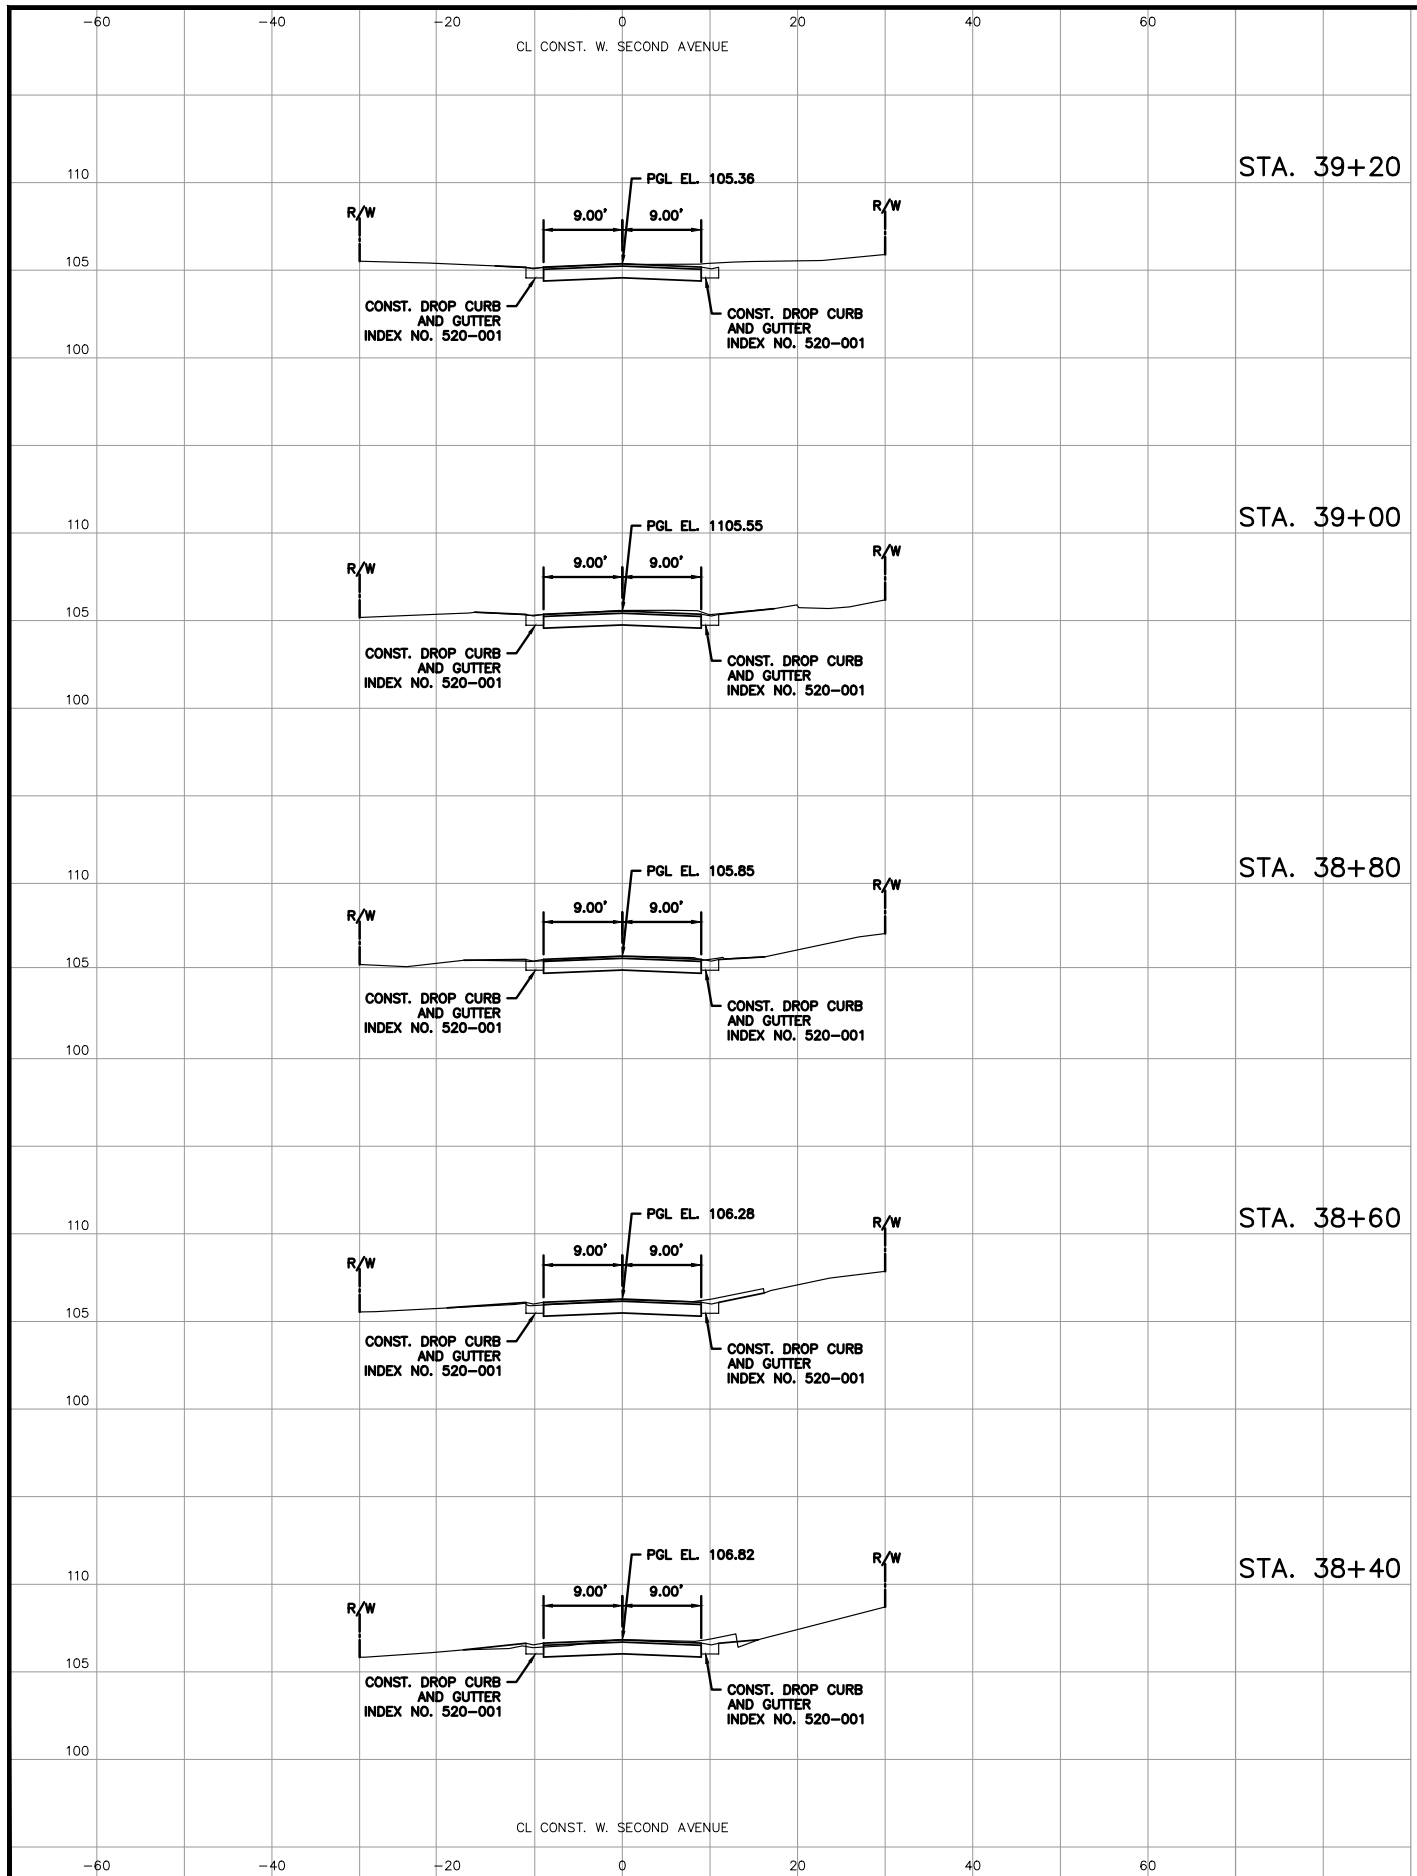 -60 -40 -20 0 20 40 60
CL CONST. W. SECOND AVENUE
STA. 39+20
110
PGL EL. 105.36
R/W
R/W
9.00' 9.00'
105
CONST. DROP CURB
AND GUTTER
INDEX NO. 520-001
CONST. DROP CURB
AND GUTTER
INDEX NO. 520-001
100
STA. 39+00
110
PGL EL. 1105.55
R/W
R/W
9.00' 9.00'
105
CONST. DROP CURB
AND GUTTER
INDEX NO. 520-001
CONST. DROP CURB
AND GUTTER
INDEX NO. 520-001
100
STA. 38+80
110
PGL EL. 105.85
R/W
R/W
9.00' 9.00'
105
CONST. DROP CURB
AND GUTTER
INDEX NO. 520-001
CONST. DROP CURB
AND GUTTER
INDEX NO. 520-001
100
STA. 38+60
110
PGL EL. 106.28
R/W
R/W
9.00' 9.00'
105
CONST. DROP CURB
AND GUTTER
INDEX NO. 520-001
CONST. DROP CURB
AND GUTTER
INDEX NO. 520-001
100
STA. 38+40
110
PGL EL. 106.82
R/W
R/W
9.00' 9.00'
105
CONST. DROP CURB
AND GUTTER
INDEX NO. 520-001
CONST. DROP CURB
AND GUTTER
INDEX NO. 520-001
100
CL CONST. W. SECOND AVENUE
-60 -40 -20 0 20 40 60